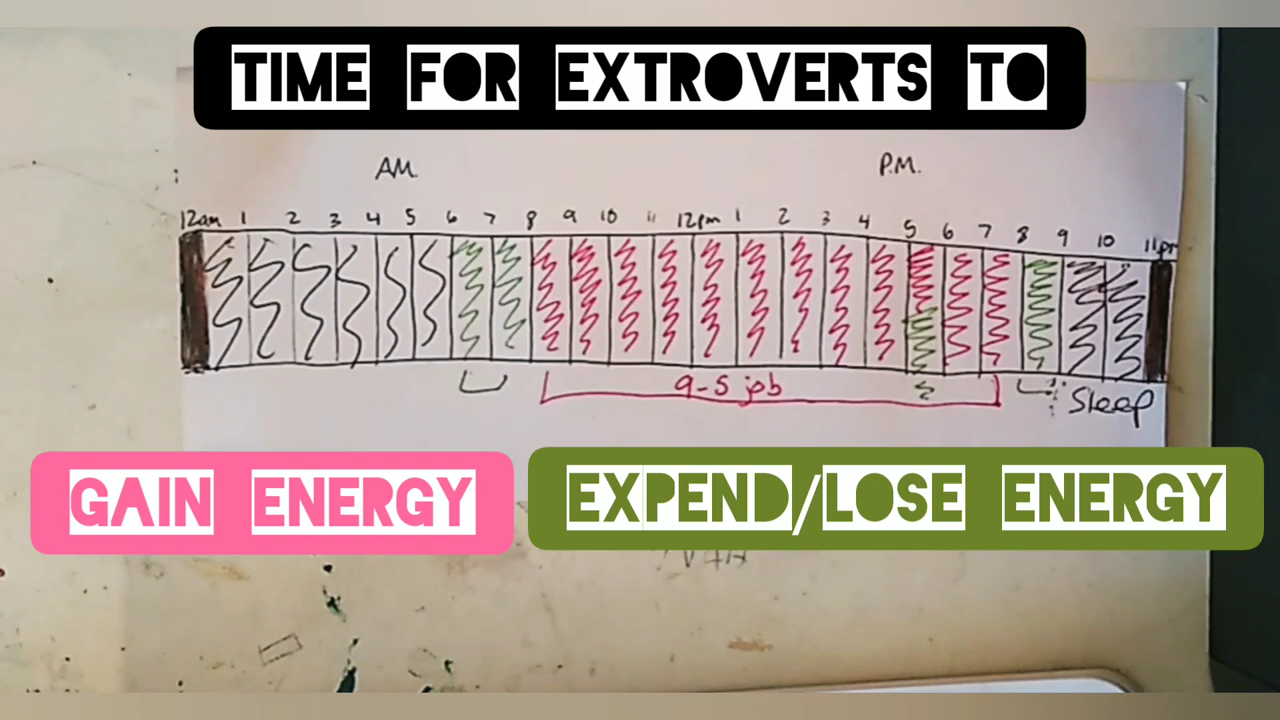 TIME FOR EXTROVERTS TO
AM. P.M.
12am 1 2 3 4 5 6 7 8 9 10 11 12pm 1 2 3 4 5 6 7 8 9 10 11pm
9-5 job
Sleep
GAIN ENERGY EXPEND/LOSE ENERGY